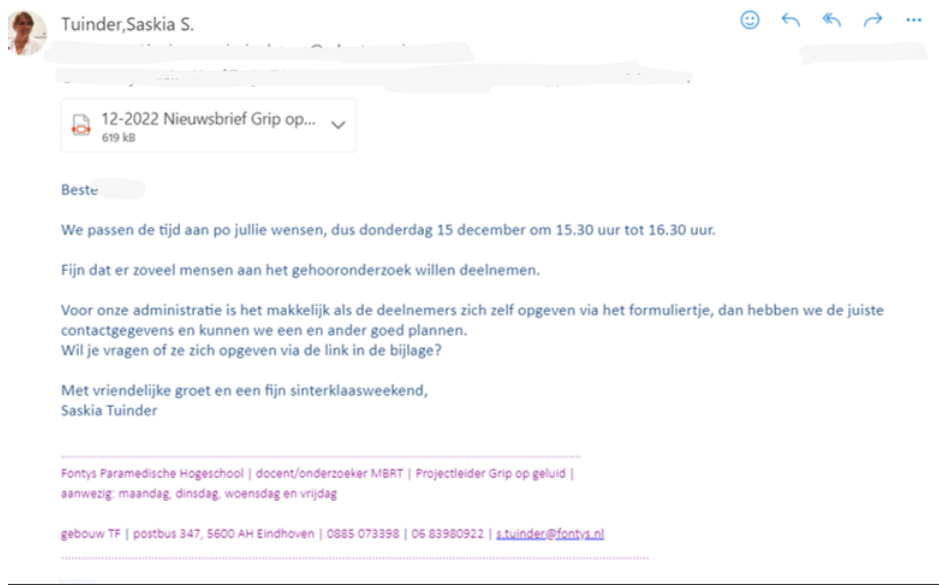 Tuinder,Saskia S.
12-2022 Nieuwsbrief Grip op...
619 kB
Beste
We passen de tijd aan po jullie wensen, dus donderdag 15 december om 15.30 uur tot 16.30 uur.
Fijn dat er zoveel mensen aan het gehooronderzoek willen deelnemen.
Voor onze administratie is het makkelijk als de deelnemers zich zelf opgeven via het formuliertje, dan hebben we de juiste
contactgegevens en kunnen we een en ander goed plannen.
Wil je vragen of ze zich opgeven via de link in de bijlage?
Met vriendelijke groet en een fijn sinterklaasweekend,
Saskia Tuinder
Fontys Paramedische Hogeschool | docent/onderzoeker MBRT | Projectleider Grip op geluid |
aanwezig: maandag, dinsdag, woensdag en vrijdag
gebouw TF | postbus 347, 5600 AH Eindhoven | 0885 073398 | 06 83980922 | s.tuinder@fontys.nl